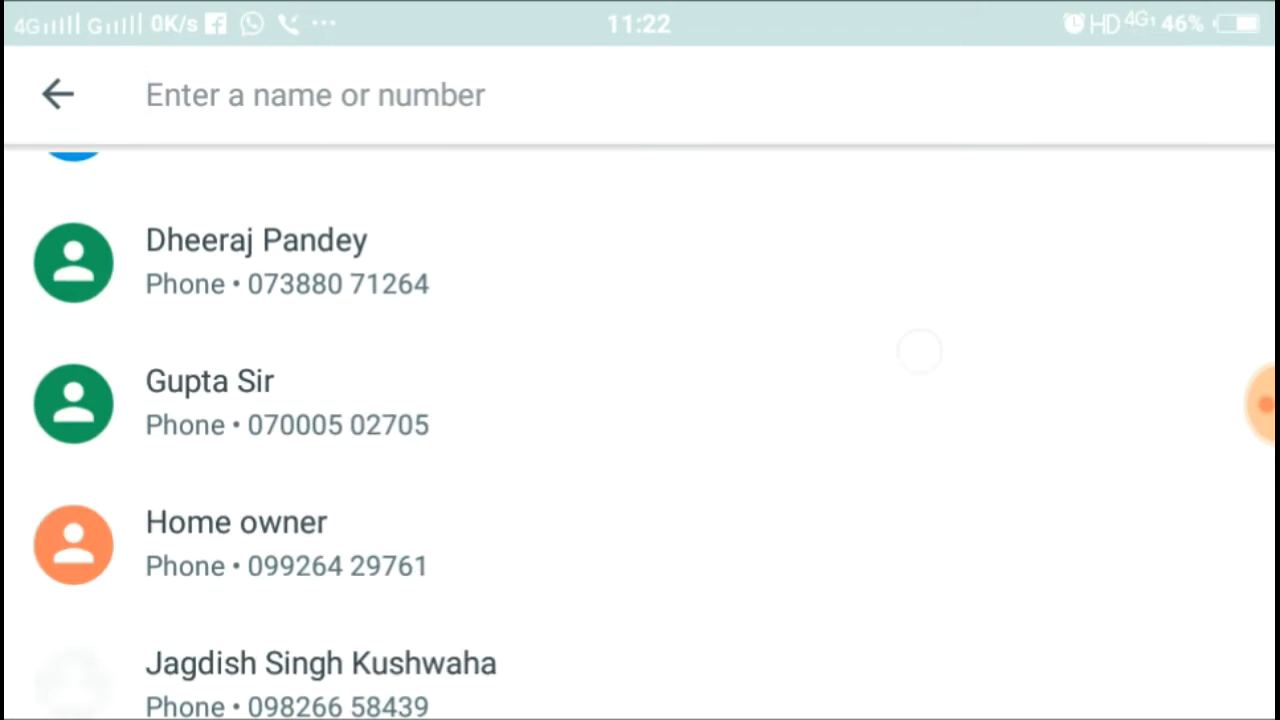 4G G 0K/s 11:22 HD 4G 46%
Enter a name or number
Dheeraj Pandey
Phone • 073880 71264
Gupta Sir
Phone • 070005 02705
Home owner
Phone • 099264 29761
Jagdish Singh Kushwaha
Phone • 098266 58439